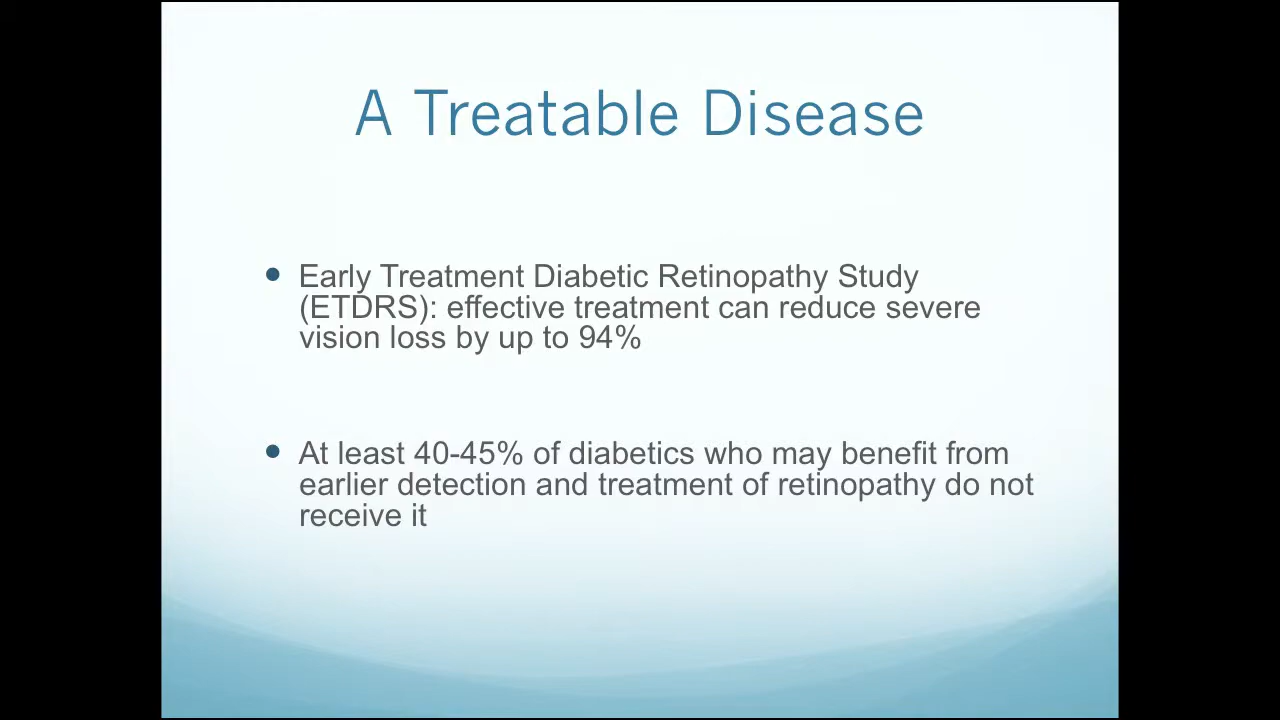 A Treatable Disease
• Early Treatment Diabetic Retinopathy Study
(ETDRS): effective treatment can reduce severe
vision loss by up to 94%
• At least 40-45% of diabetics who may benefit from
earlier detection and treatment of retinopathy do not
receive it